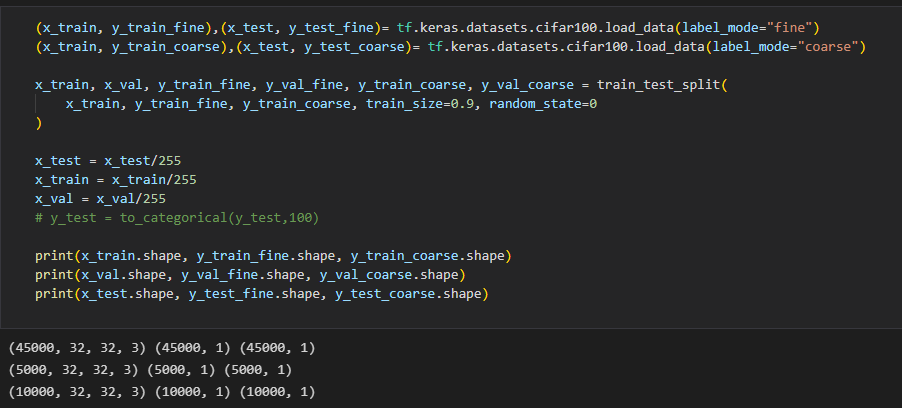 (x_train, y_train_fine),(x_test, y_test_fine)= tf.keras.datasets.cifar100.load_data(label_mode="fine")
(x_train, y_train_coarse),(x_test, y_test_coarse)= tf.keras.datasets.cifar100.load_data(label_mode="coarse")
x_train, x_val, y_train_fine, y_val_fine, y_train_coarse, y_val_coarse = train_test_split(
    x_train, y_train_fine, y_train_coarse, train_size=0.9, random_state=0
)
x_test = x_test/255
x_train = x_train/255
x_val = x_val/255
# y_test = to_categorical(y_test,100)
print(x_train.shape, y_train_fine.shape, y_train_coarse.shape)
print(x_val.shape, y_val_fine.shape, y_val_coarse.shape)
print(x_test.shape, y_test_fine.shape, y_test_coarse.shape)
(45000, 32, 32, 3) (45000, 1) (45000, 1)
(5000, 32, 32, 3) (5000, 1) (5000, 1)
(10000, 32, 32, 3) (10000, 1) (10000, 1)